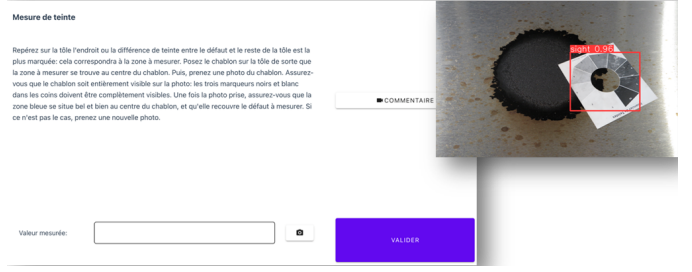 Mesure de teinte
Repérez sur la tôle l'endroit ou la différence de teinte entre le défaut et le reste de la tôle est la
plus marquée: cela correspondra à la zone à mesurer. Posez le chablon sur la tôle de sorte que
la zone à mesurer se trouve au centre du chablon. Puis, prenez une photo du chablon. Assurez-
vous que le chablon soit entièrement visible sur la photo: les trois marqueurs noirs et blanc
dans les coins doivent être complètement visibles. Une fois la photo prise, assurez-vous que la
zone bleue se situe bel et bien au centre du chablon, et qu'elle recouvre le défaut à mesurer. Si
ce n'est pas le cas, prenez une nouvelle photo.
COMMENTAIRE
sight 0.96
Valeur mesurée:
VALIDER